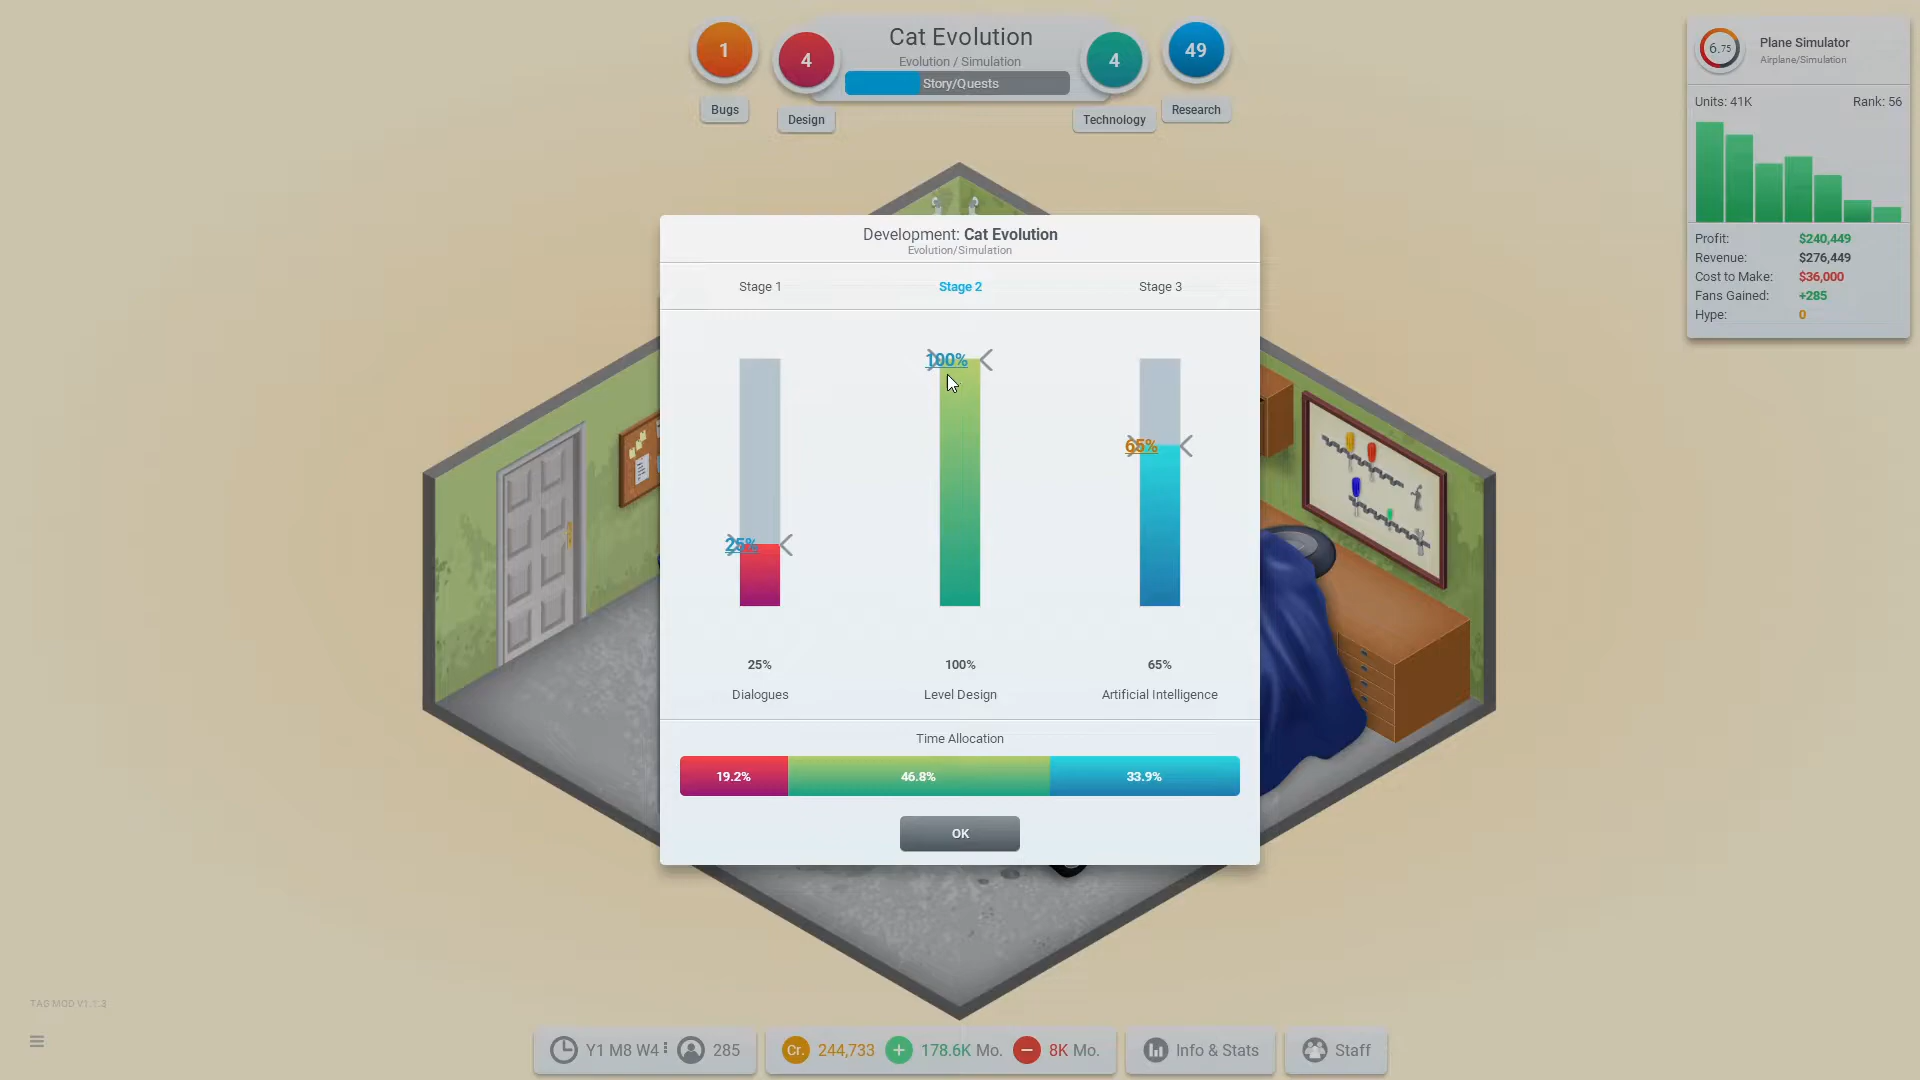 1
4
Cat Evolution
Evolution / Simulation
Story/Quests
4
49
Bugs
Design
Technology
Research
6.75
Plane Simulator
Airplane/Simulation
Units: 41K
Rank: 56
Profit: $240,449
Revenue: $276,449
Cost to Make: $36,000
Fans Gained: +285
Hype: 0
Development: Cat Evolution
Evolution/Simulation
Stage 1
Stage 2
Stage 3
100%
65%
25%
25%
100%
65%
Dialogues
Level Design
Artificial Intelligence
Time Allocation
19.2%
46.8%
33.9%
OK
TAG MOD V1.1.3
Y1 M8 W4
285
Cr. 244,733
178.6K Mo.
8K Mo.
Info & Stats
Staff